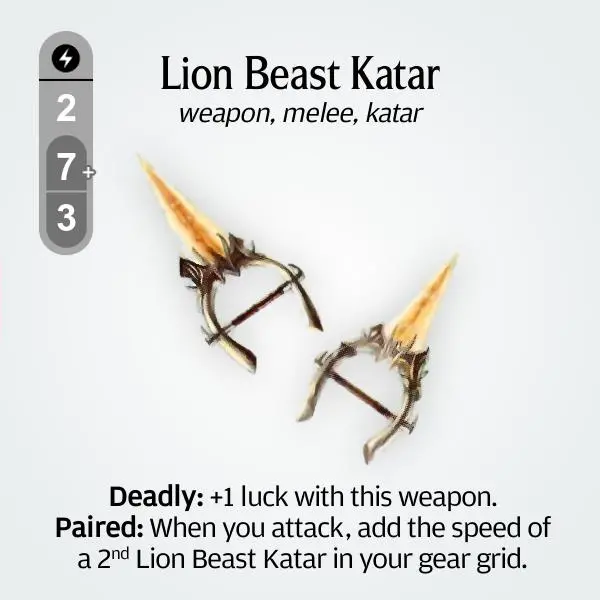 Lion Beast Katar
weapon, melee, katar
2
7+
3
Deadly: +1 luck with this weapon.
Paired: When you attack, add the speed of
a 2nd Lion Beast Katar in your gear grid.